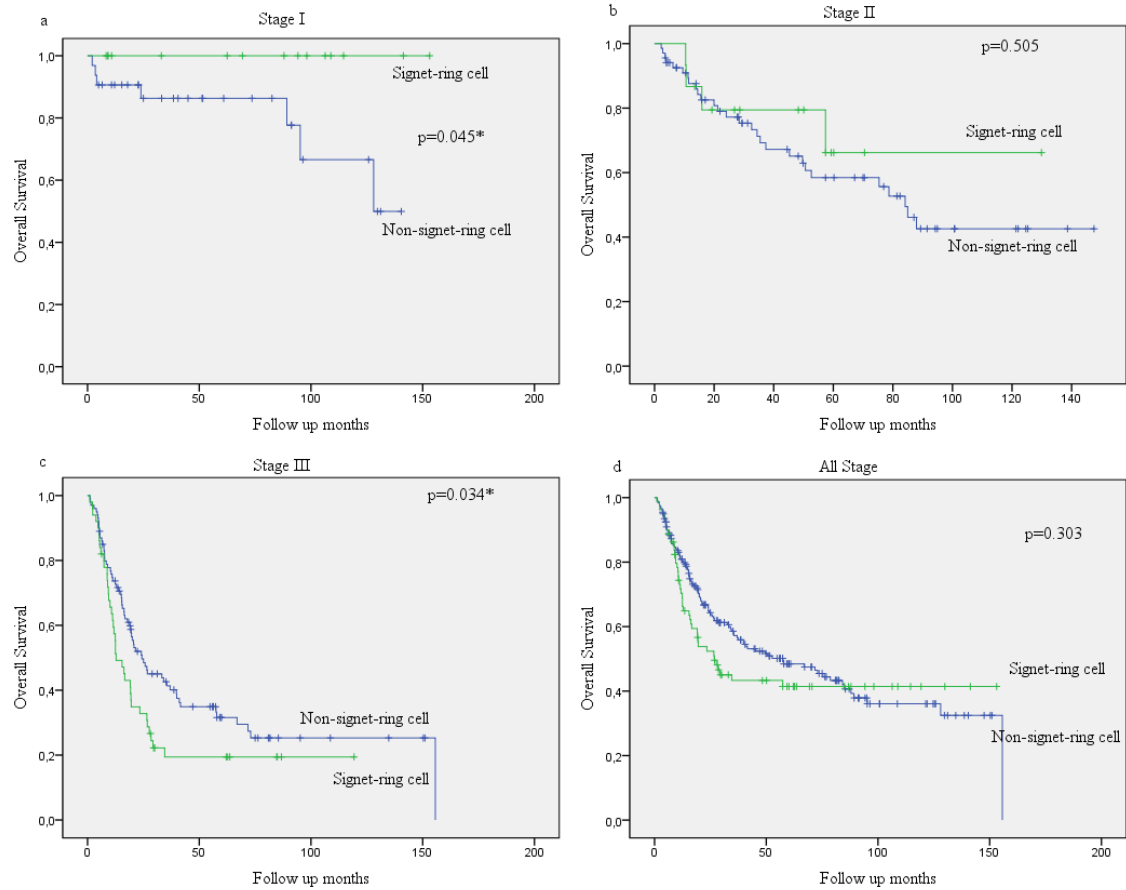 a
Stage I
1,0
0,8
0,6
0,4
0,2
0,0
Overall Survival
Signet-ring cell
p=0.045*
Non-signet-ring cell
0 50 100 150 200
Follow up months
b
Stage II
1,0
0,8
0,6
0,4
0,2
0,0
Overall Survival
p=0.505
Signet-ring cell
Non-signet-ring cell
0 20 40 60 80 100 120 140
Follow up months
c
Stage III
1,0
0,8
0,6
0,4
0,2
0,0
Overall Survival
p=0.034*
Non-signet-ring cell
Signet-ring cell
0 50 100 150 200
Follow up months
d
All Stage
1,0
0,8
0,6
0,4
0,2
0,0
Overall Survival
p=0.303
Signet-ring cell
Non-signet-ring cell
0 50 100 150 200
Follow up months